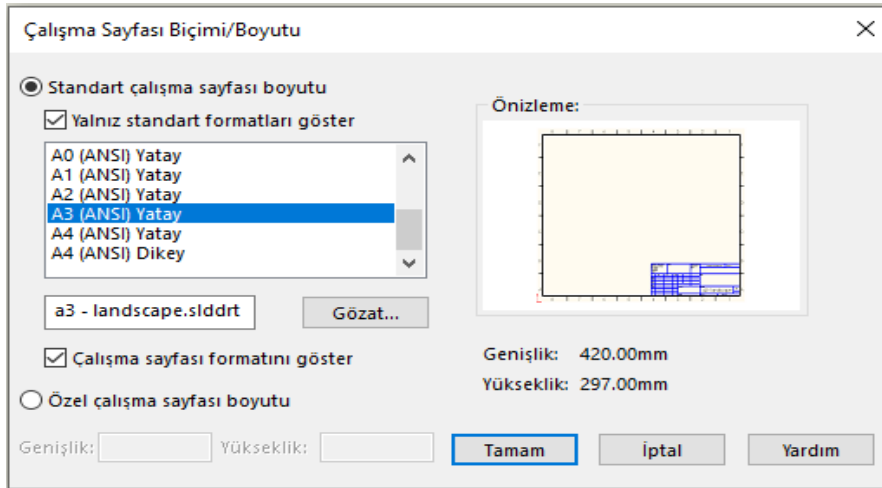 Çalışma Sayfası Biçimi/Boyutu
Standart çalışma sayfası boyutu
Yalnız standart formatları göster
A0 (ANSI) Yatay
A1 (ANSI) Yatay
A2 (ANSI) Yatay
A3 (ANSI) Yatay
A4 (ANSI) Yatay
A4 (ANSI) Dikey
a3 - landscape.slddrt
Gözat...
Çalışma sayfası formatını göster
Özel çalışma sayfası boyutu
Genişlik:
Yükseklik:
Önizleme:
Genişlik: 420.00mm
Yükseklik: 297.00mm
Tamam
İptal
Yardım